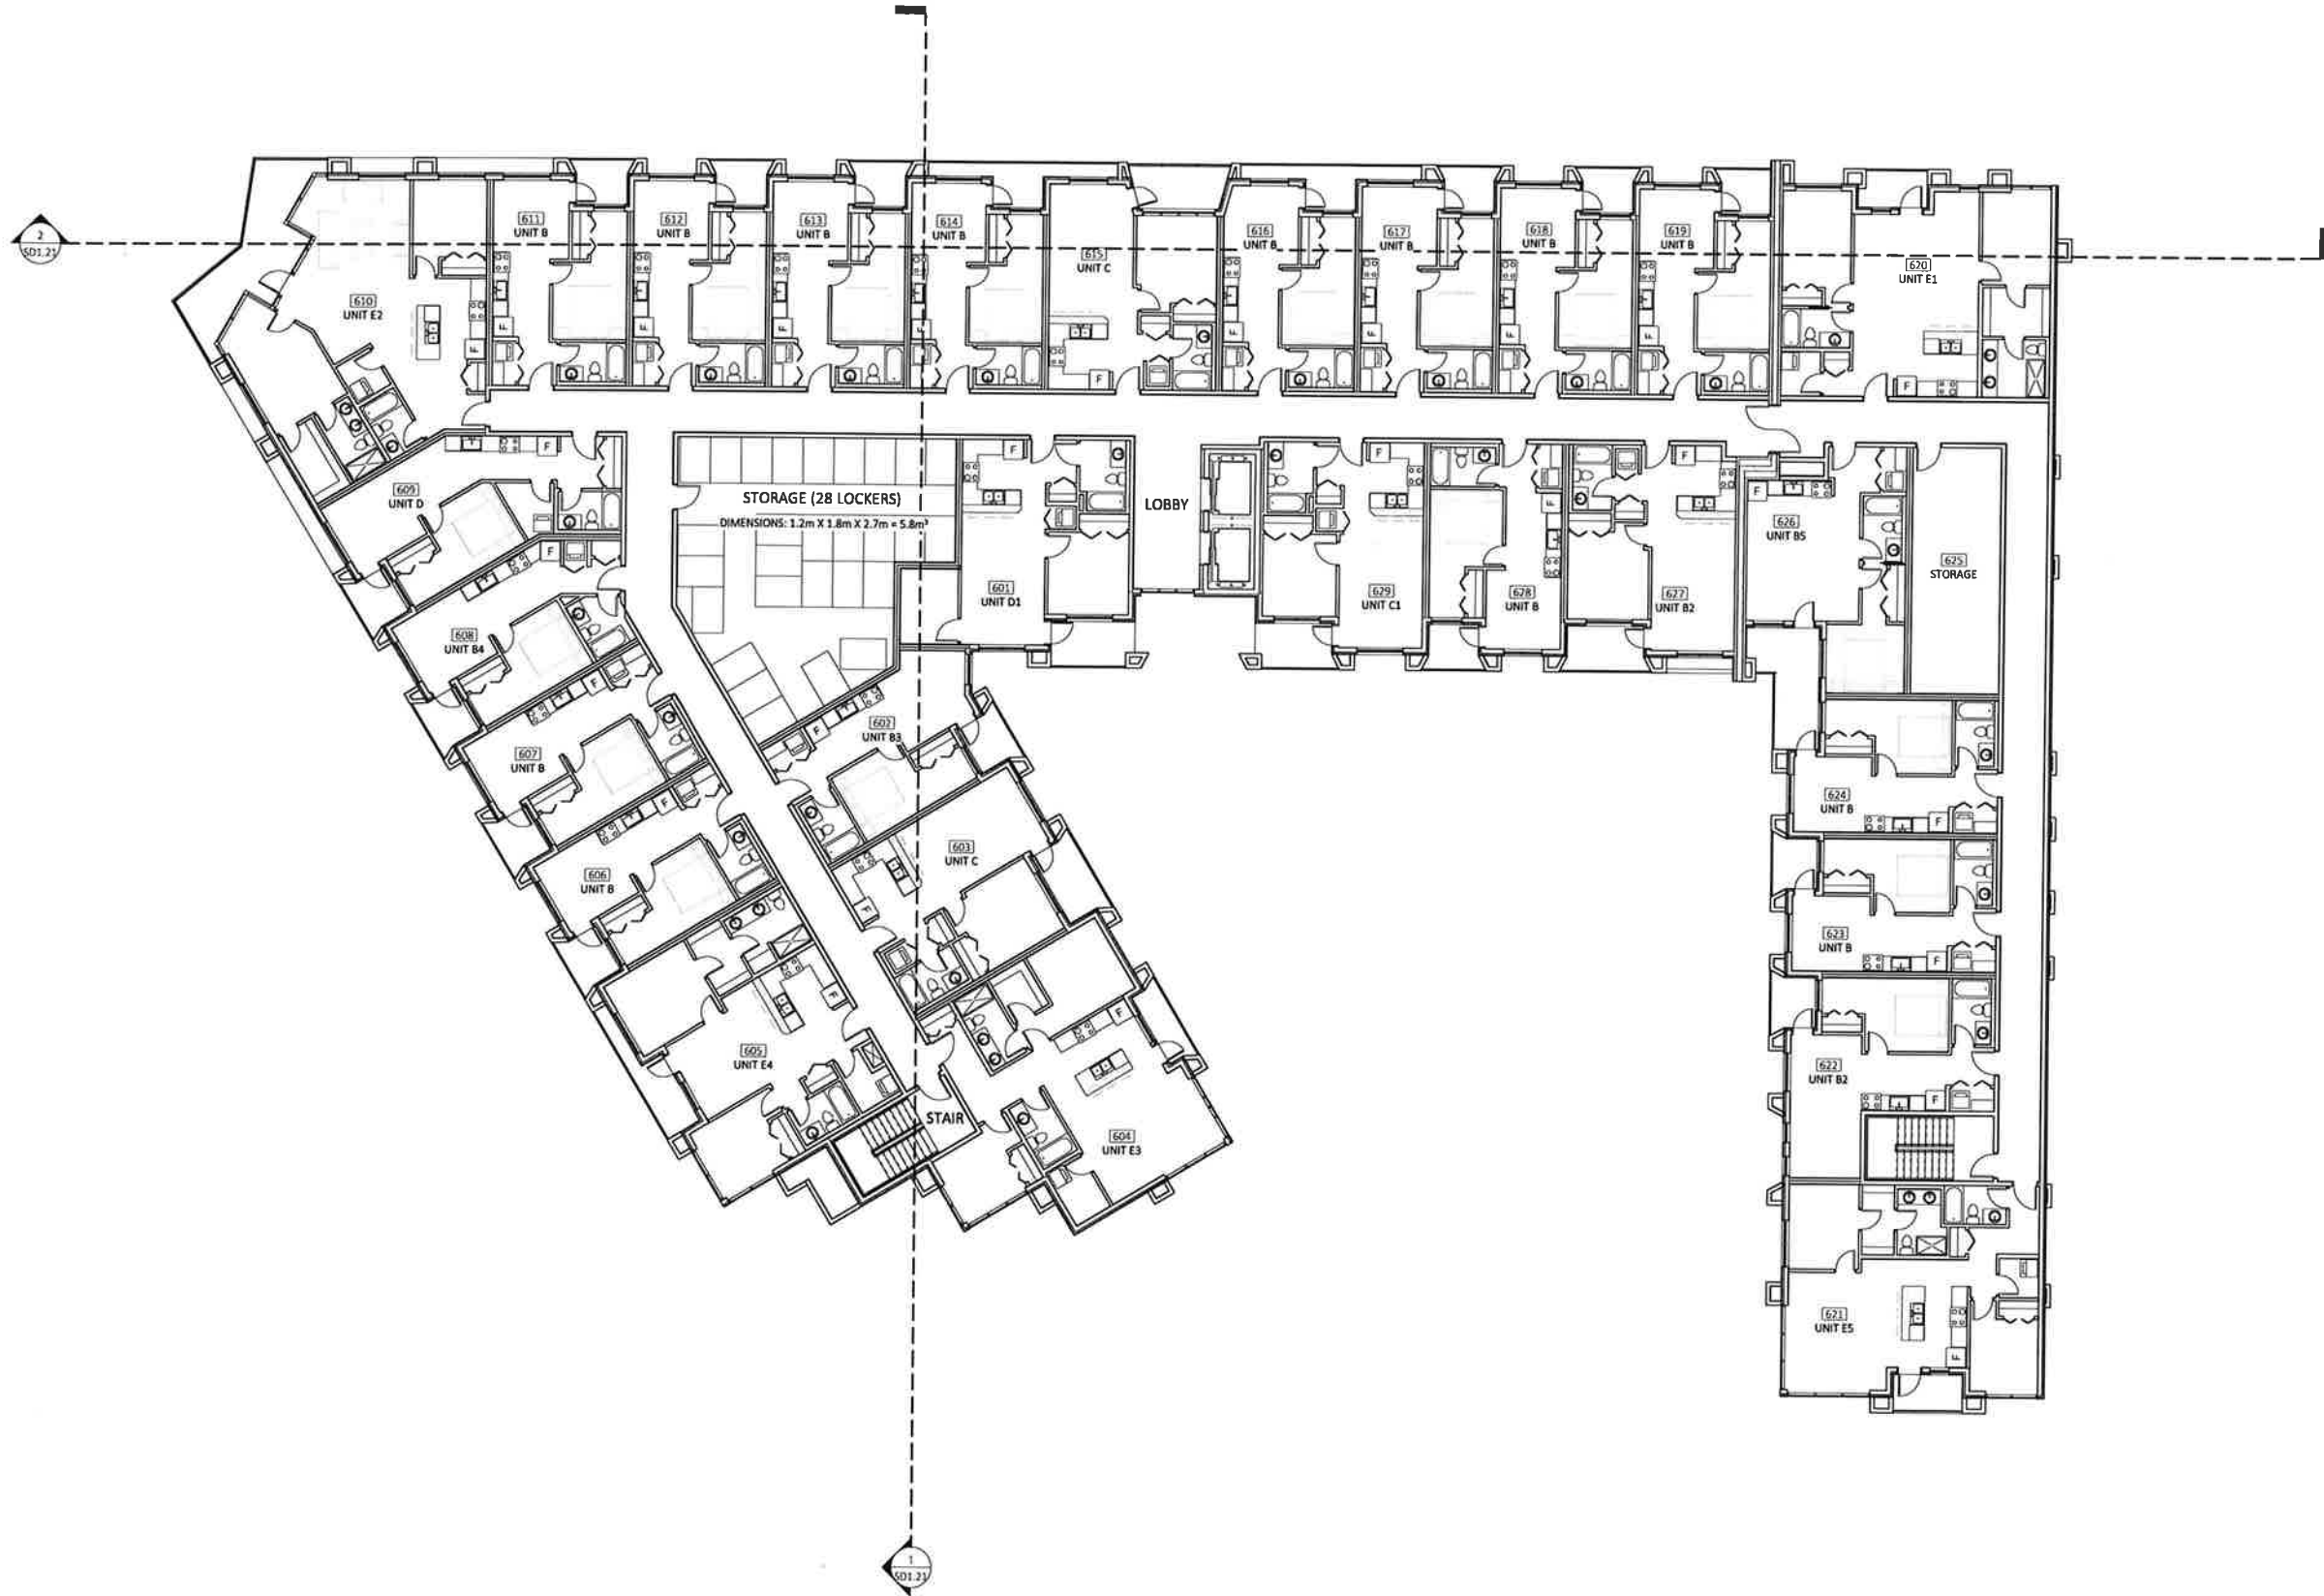 2
SD1.21
611
UNIT B
612
UNIT B
613
UNIT B
614
UNIT B
615
UNIT C
616
UNIT B
617
UNIT B
618
UNIT B
619
UNIT B
620
UNIT E1
610
UNIT E2
F
F
F
F
F
F
F
F
F
F
F
609
UNIT D
F
STORAGE (28 LOCKERS)
DIMENSIONS: 1.2m X 1.8m X 2.7m = 5.8m³
F
601
UNIT D1
LOBBY
F
629
UNIT C1
F
628
UNIT B
F
627
UNIT B2
F
626
UNIT B5
625
STORAGE
F
608
UNIT B4
F
607
UNIT B
F
602
UNIT B3
F
606
UNIT B
F
603
UNIT C
624
UNIT B
F
623
UNIT B
F
F
605
UNIT E4
F
604
UNIT E3
STAIR
622
UNIT B2
F
621
UNIT E5
F
1
SD1.21